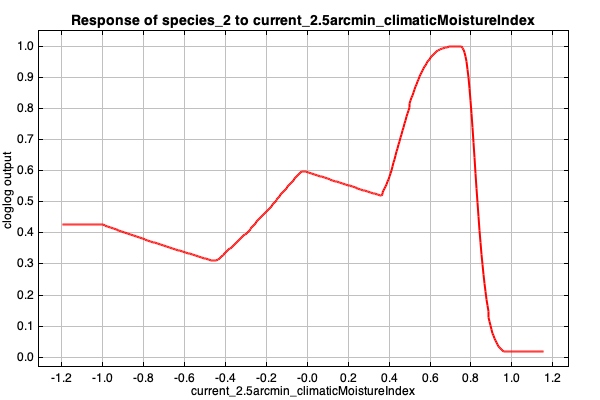 Response of species_2 to current_2.5arcmin_climaticMoistureIndex
1.0
0.9
0.8
0.7
0.6
0.5
0.4
0.3
0.2
0.1
0.0
cloglog output
-1.2 -1.0 -0.8 -0.6 -0.4 -0.2 -0.0 0.2 0.4 0.6 0.8 1.0 1.2
current_2.5arcmin_climaticMoistureIndex